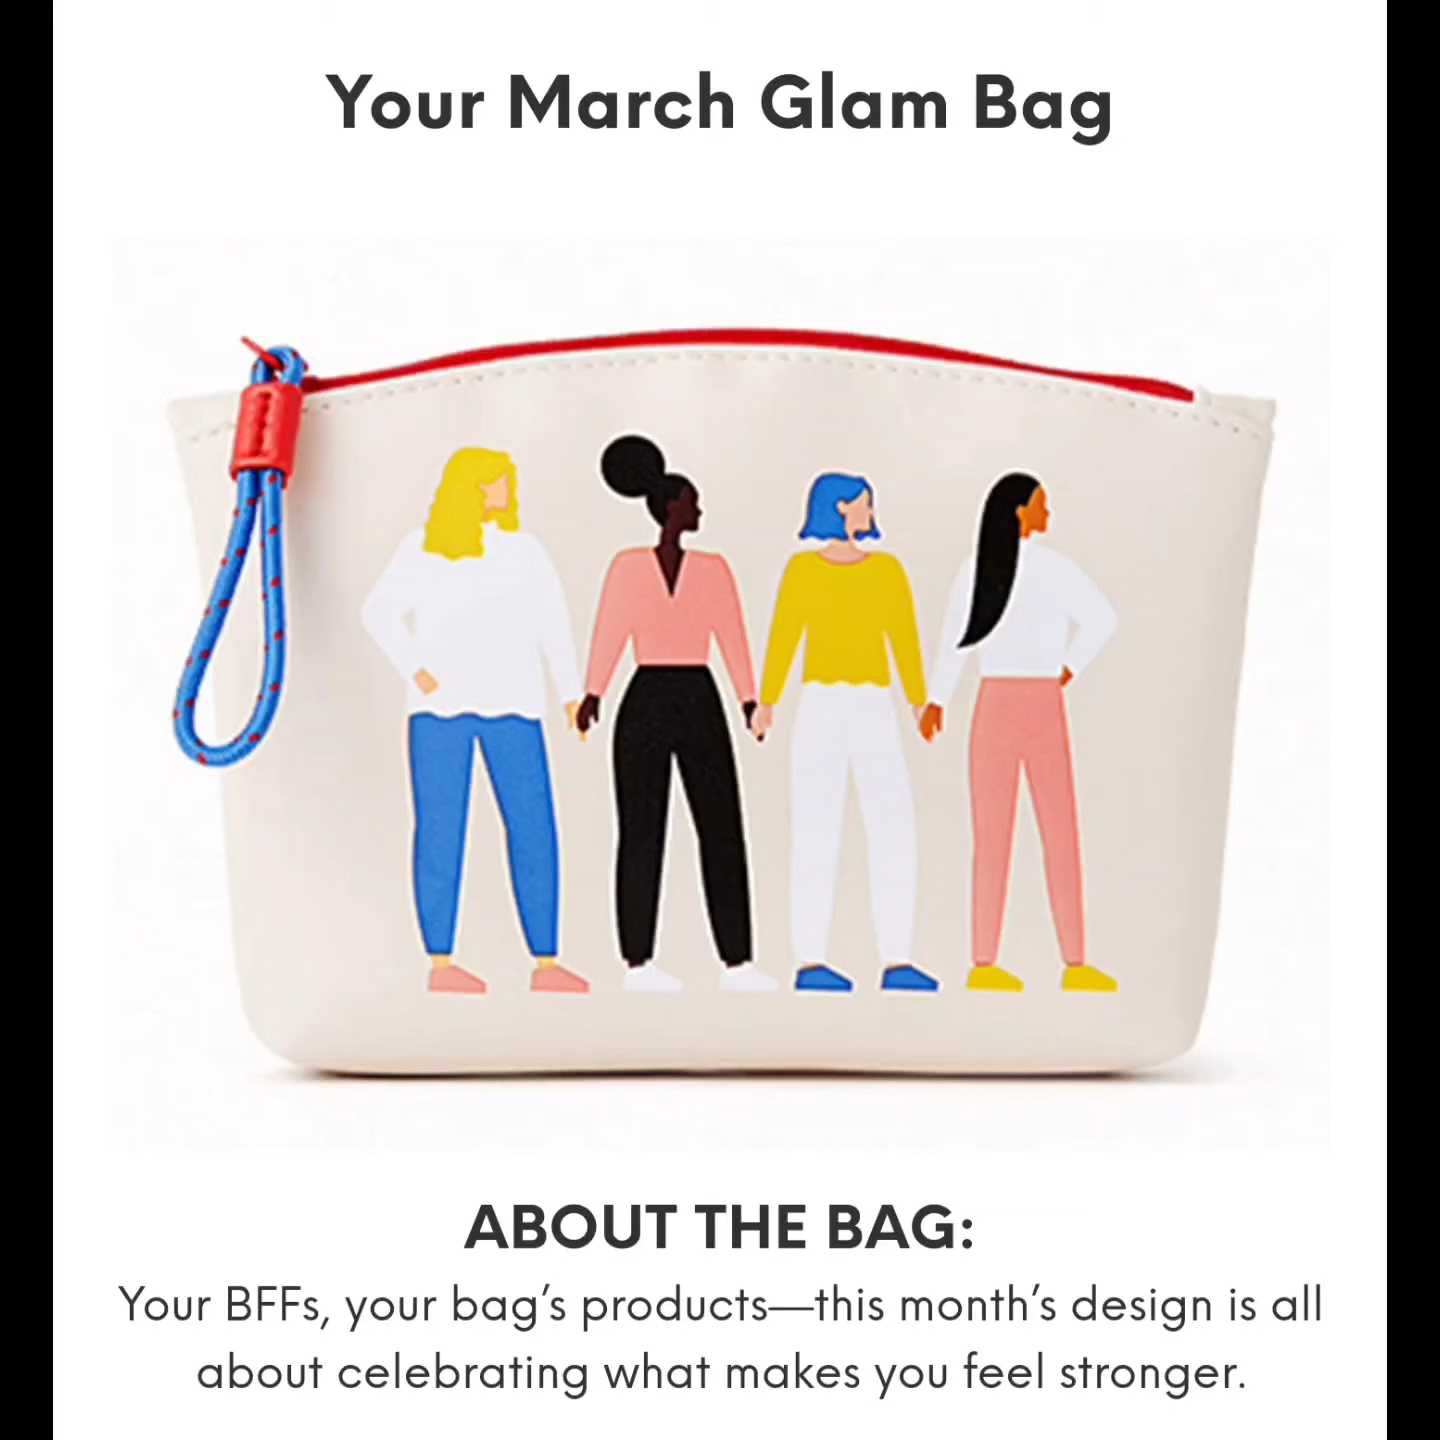 Your March Glam Bag
ABOUT THE BAG:
Your BFFs, your bag’s products—this month’s design is all
about celebrating what makes you feel stronger.